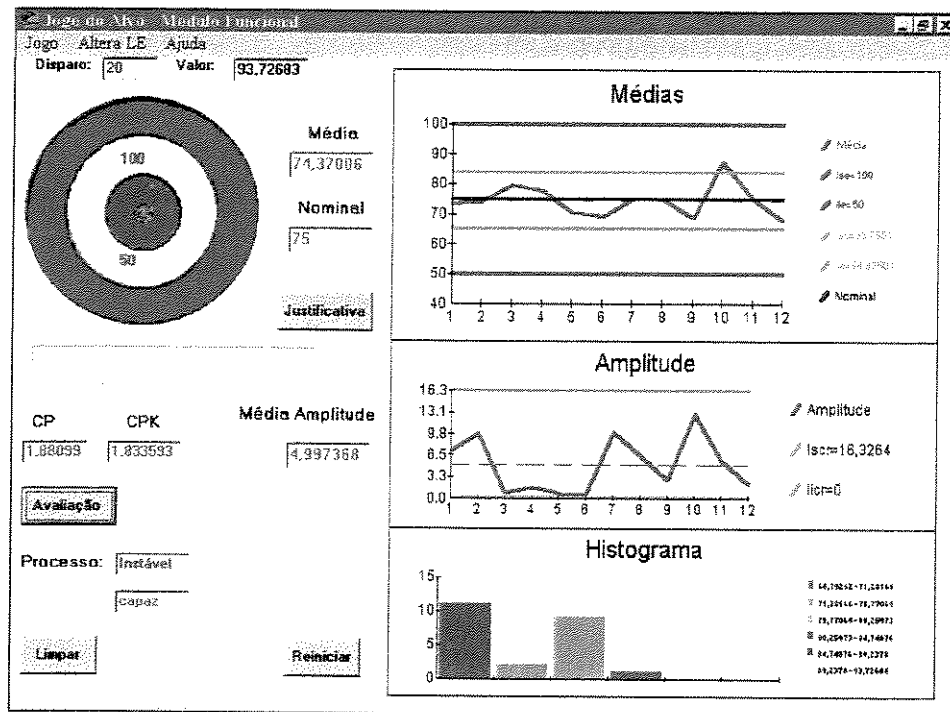 Jogo do Alvo - Modulo Funcional
Jogo Altera LE Ajuda
Disparo: 20 Valor: 93,72683
100
50
Média
74,37006
Nominal
75
Justificativa
CP CPK Média Amplitude
1.88099 1.833593 4,997368
Avaliação
Processo: Instável
capaz
Limpar Reiniciar
Médias
100
90
80
70
60
50
40
1 2 3 4 5 6 7 8 9 10 11 12
Média
lse=100
lie=50
Nominal
Amplitude
16.3
13.1
9.8
6.5
3.3
0.0
1 2 3 4 5 6 7 8 9 10 11 12
Amplitude
lscr=16,3264
licr=0
Histograma
15
10
5
0